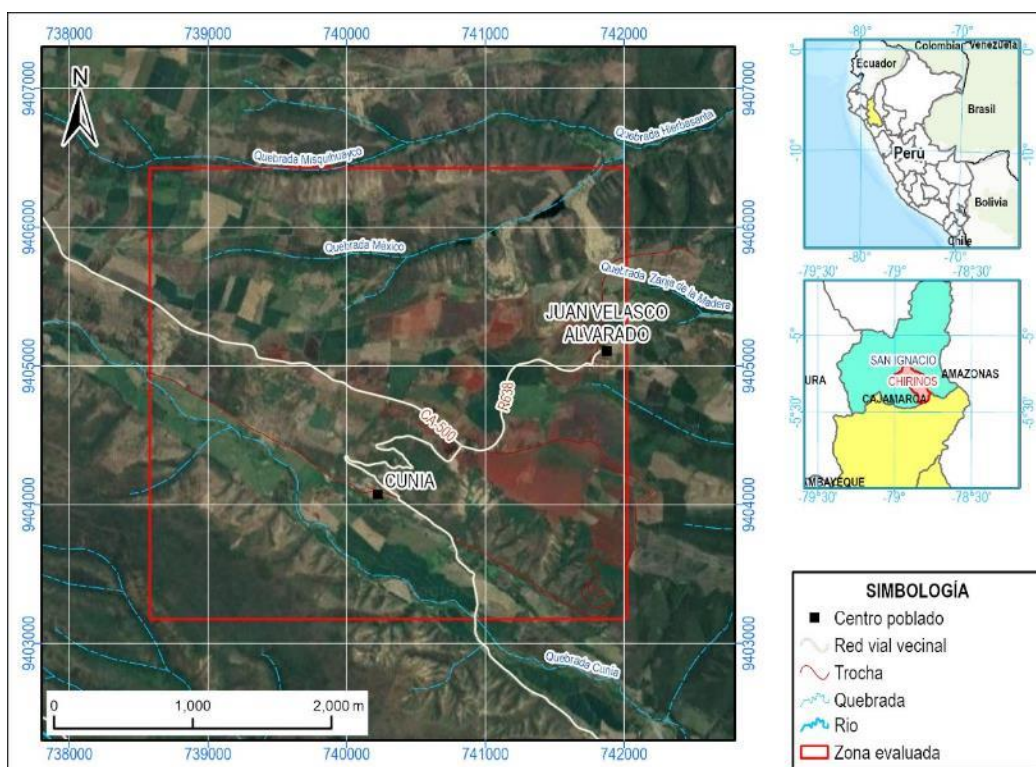 738000
739000
740000
741000
742000
9407000
9406000
9405000
9404000
9403000
9407000
9406000
9405000
9404000
9403000
738000
739000
740000
741000
742000
N
Quebrada Hierbasanta
Quebrada Misquihuayco
Quebrada México
Quebrada Zanja de la Madera
JUAN VELASCO
ALVARADO
R638
CA-500
CUNIA
Quebrada Cunia
0
1,000
2,000 m
-80°
-70°
0°
Colombia
Venezuela
Ecuador
Brasil
-10°
Perú
-10°
Bolivia
Chile
-80°
-70°
-79°30'
-79°
-78°30'
-5°
-5°
SAN IGNACIO
AMAZONAS
CHIRINOS
URA
CAJAMARCA
-5°30'
-5°30'
MBAYEQUE
-79°30'
-79°
-78°30'
SIMBOLOGÍA
Centro poblado
Red vial vecinal
Trocha
Quebrada
Rio
Zona evaluada